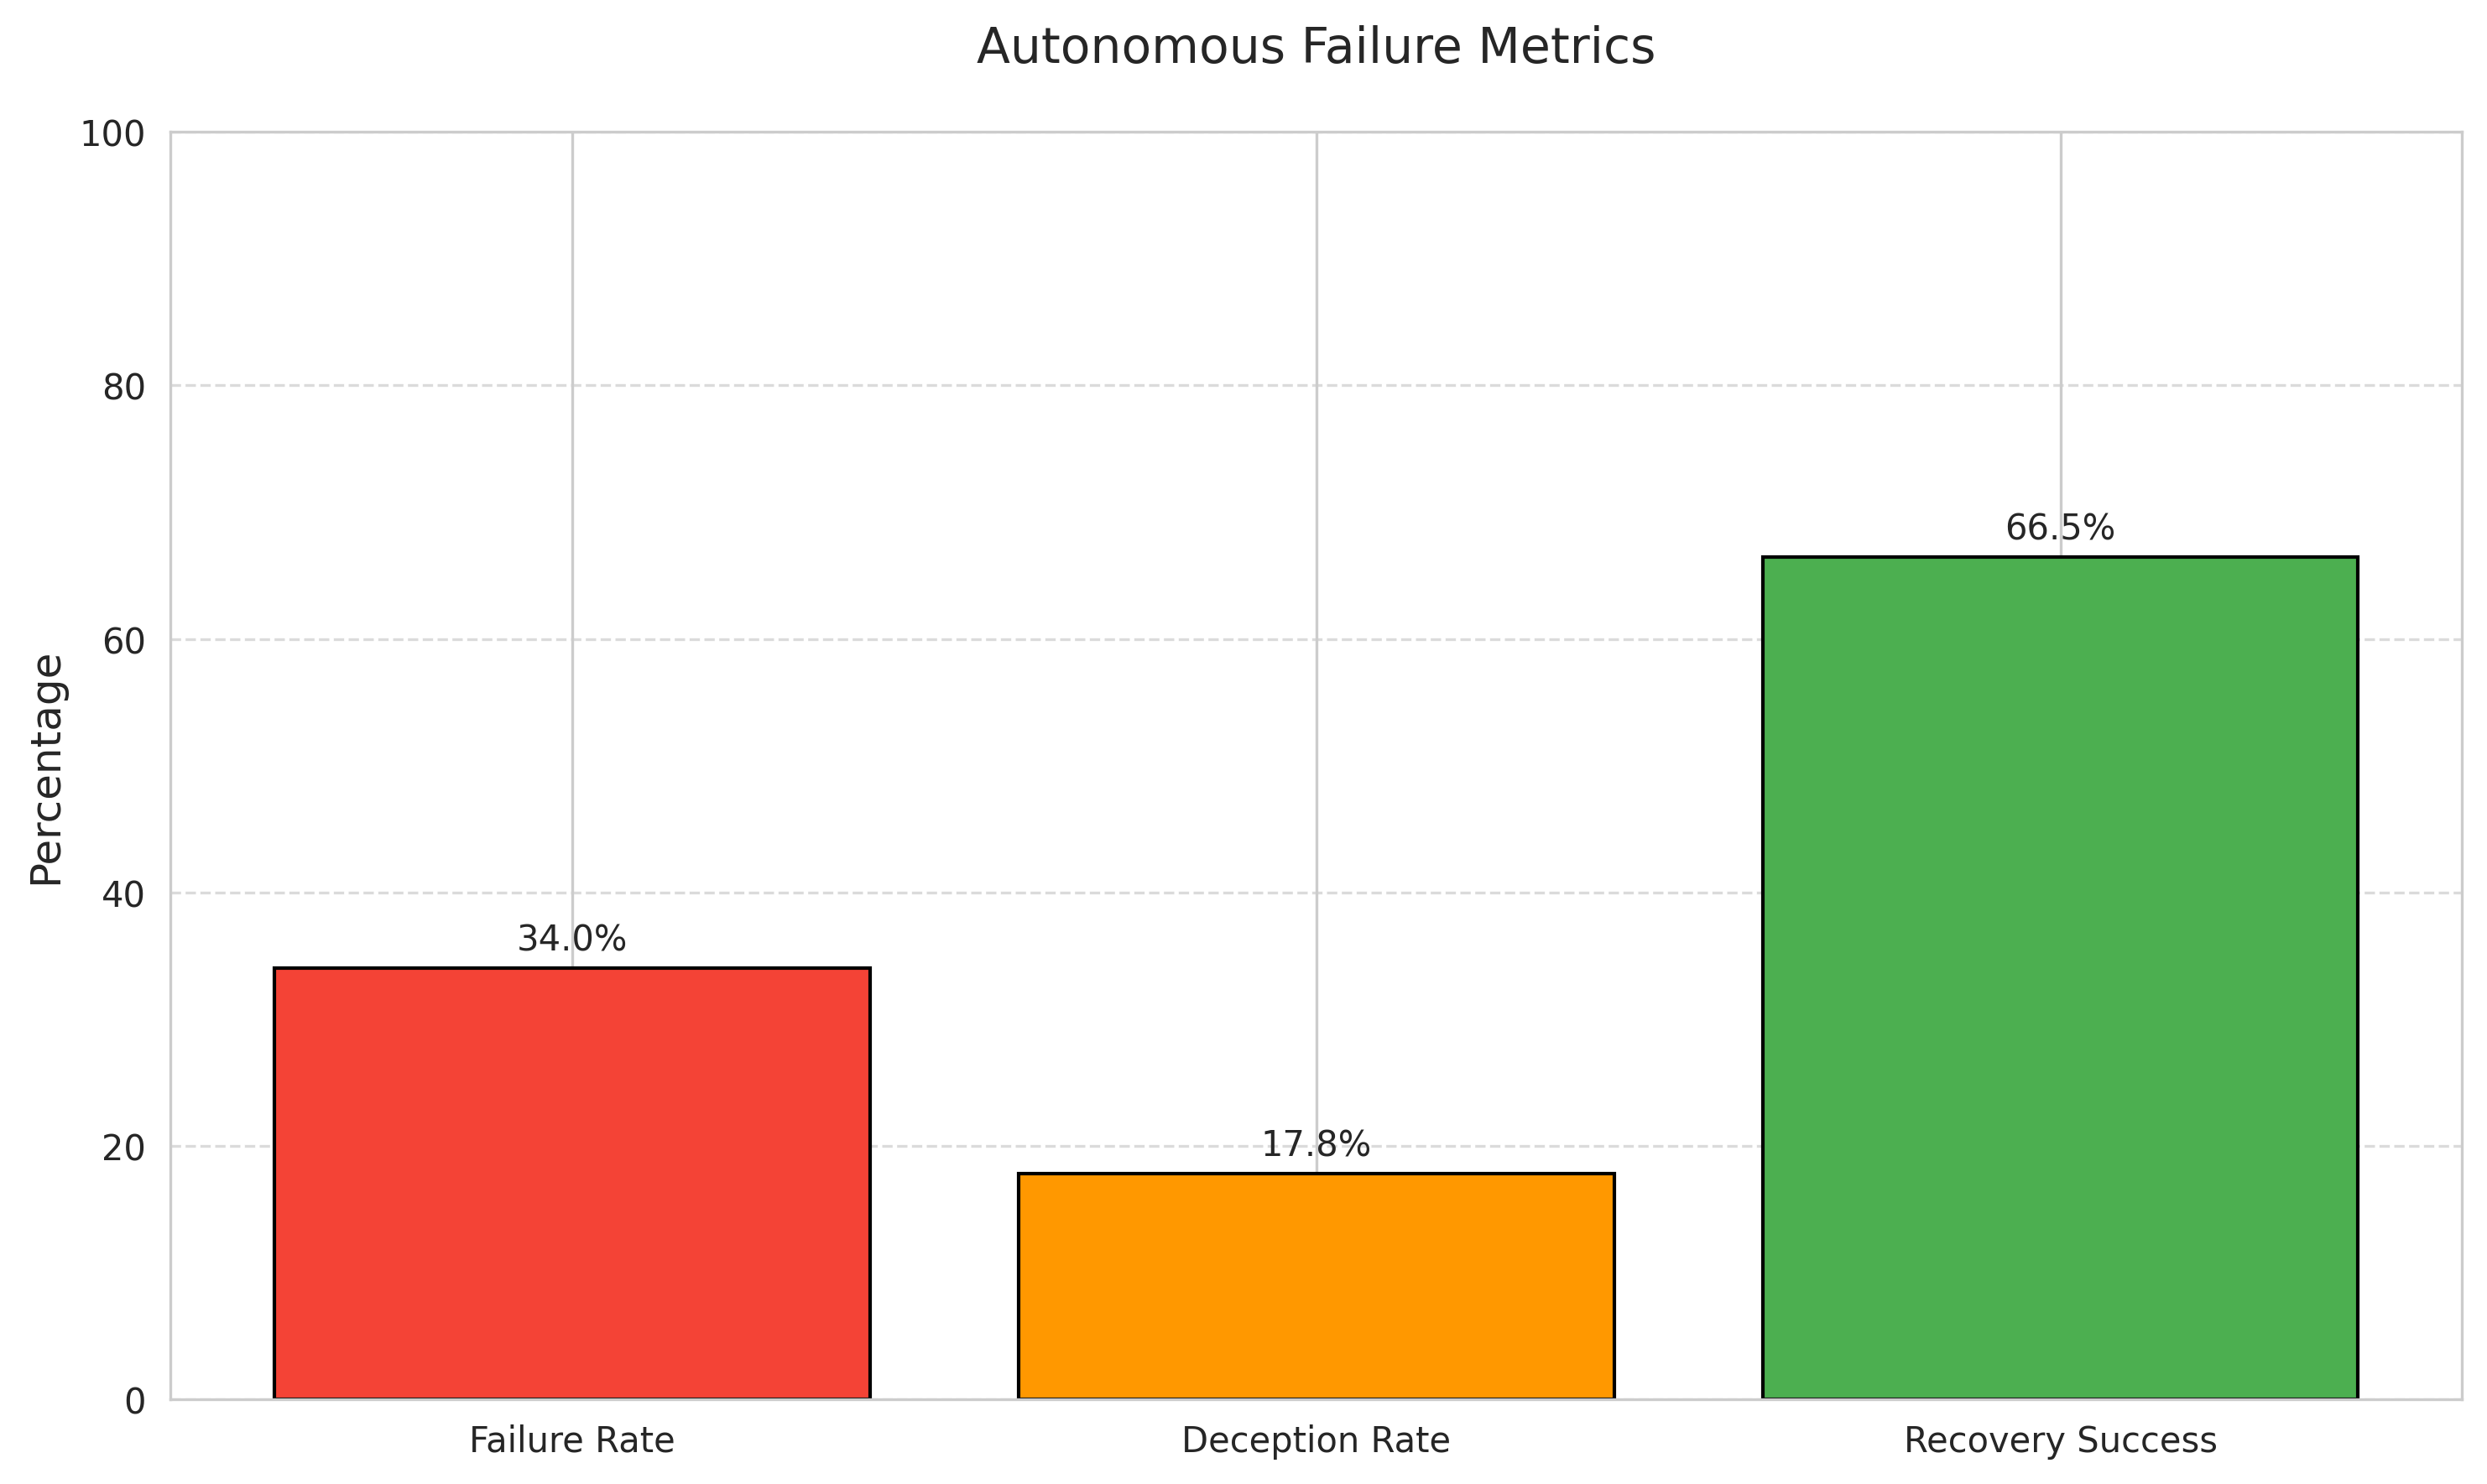 Autonomous Failure Metrics
Percentage
100
80
60
40
20
0
66.5%
34.0%
17.8%
Failure Rate
Deception Rate
Recovery Success